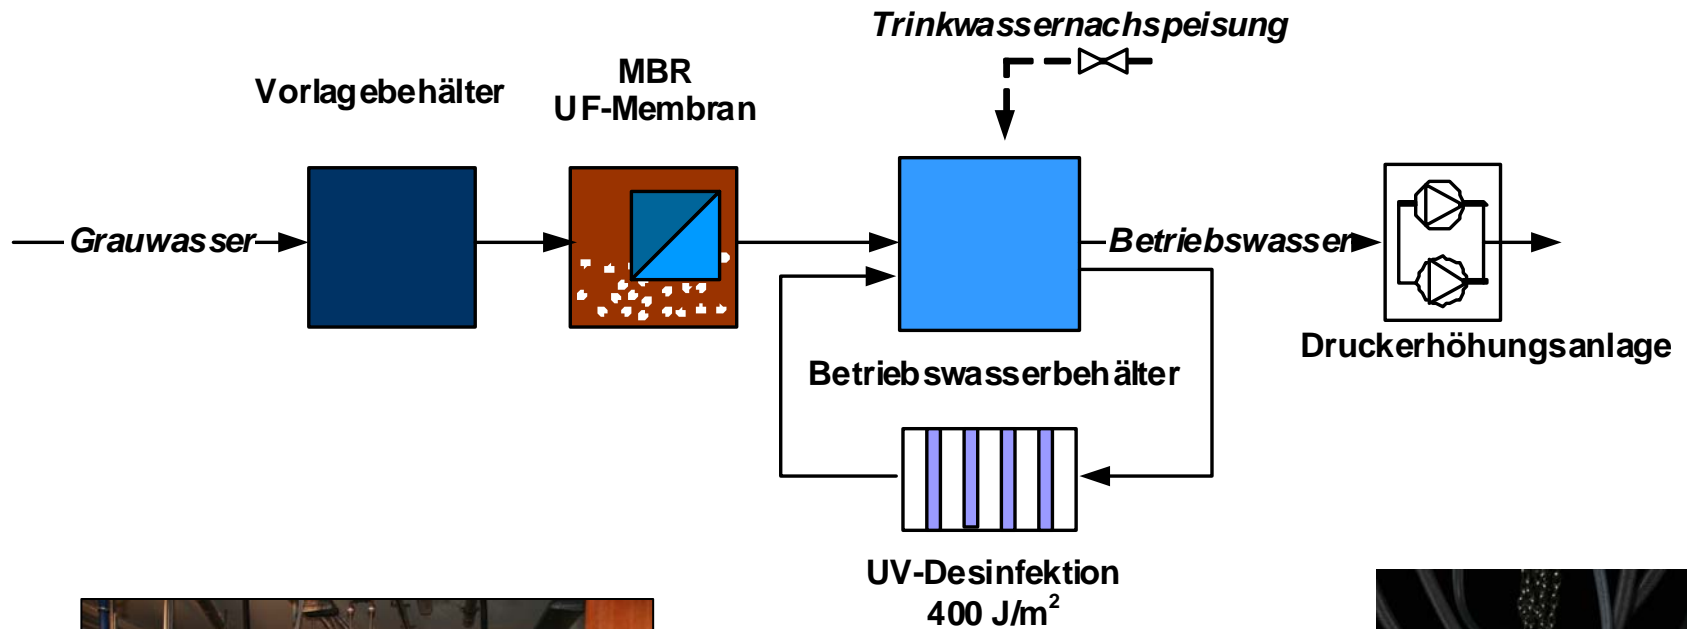 Trinkwassernachspeisung
MBR
UF-Membran
Vorlagebehälter
Grauwasser
Betriebswasser
Druckerhöhungsanlage
Betriebswasserbehälter
UV-Desinfektion
400 J/m²